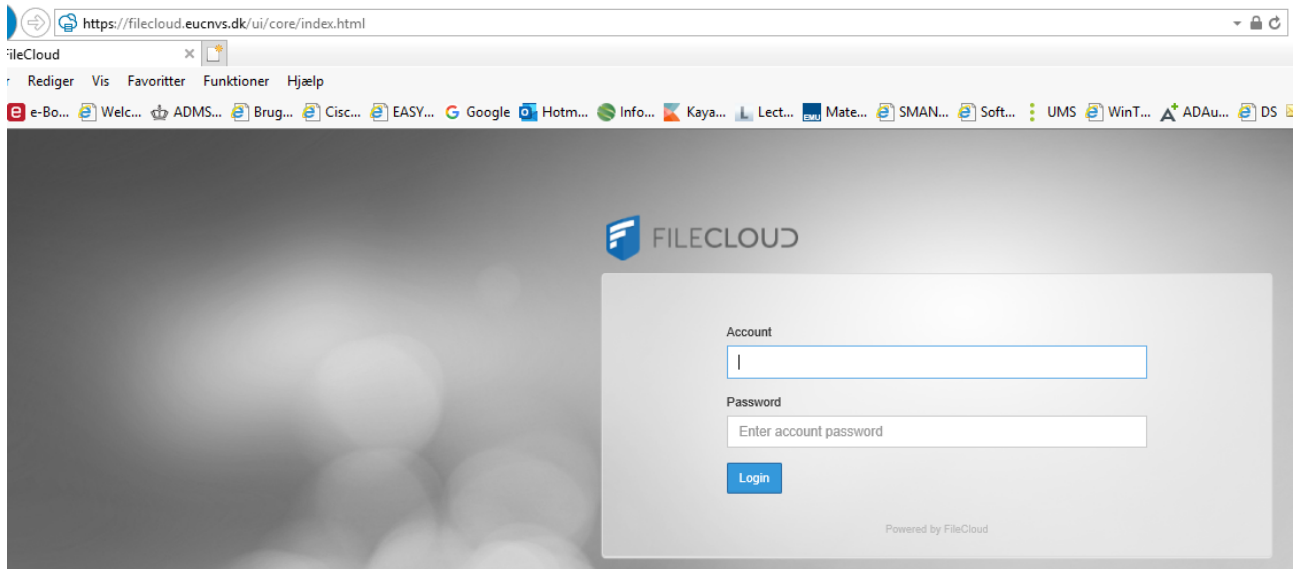 https://filecloud.eucnvs.dk/ui/core/index.html
FileCloud
Rediger Vis Favoritter Funktioner Hjælp
e-Bo... Welc... ADMS... Brug... Cisc... EASY... Google Hotm... Info... Kaya... Lect... EMU Mate... SMAN... Soft... UMS WinT... ADAu... DS
FILECLOUD
Account
Password
Enter account password
Login
Powered by FileCloud